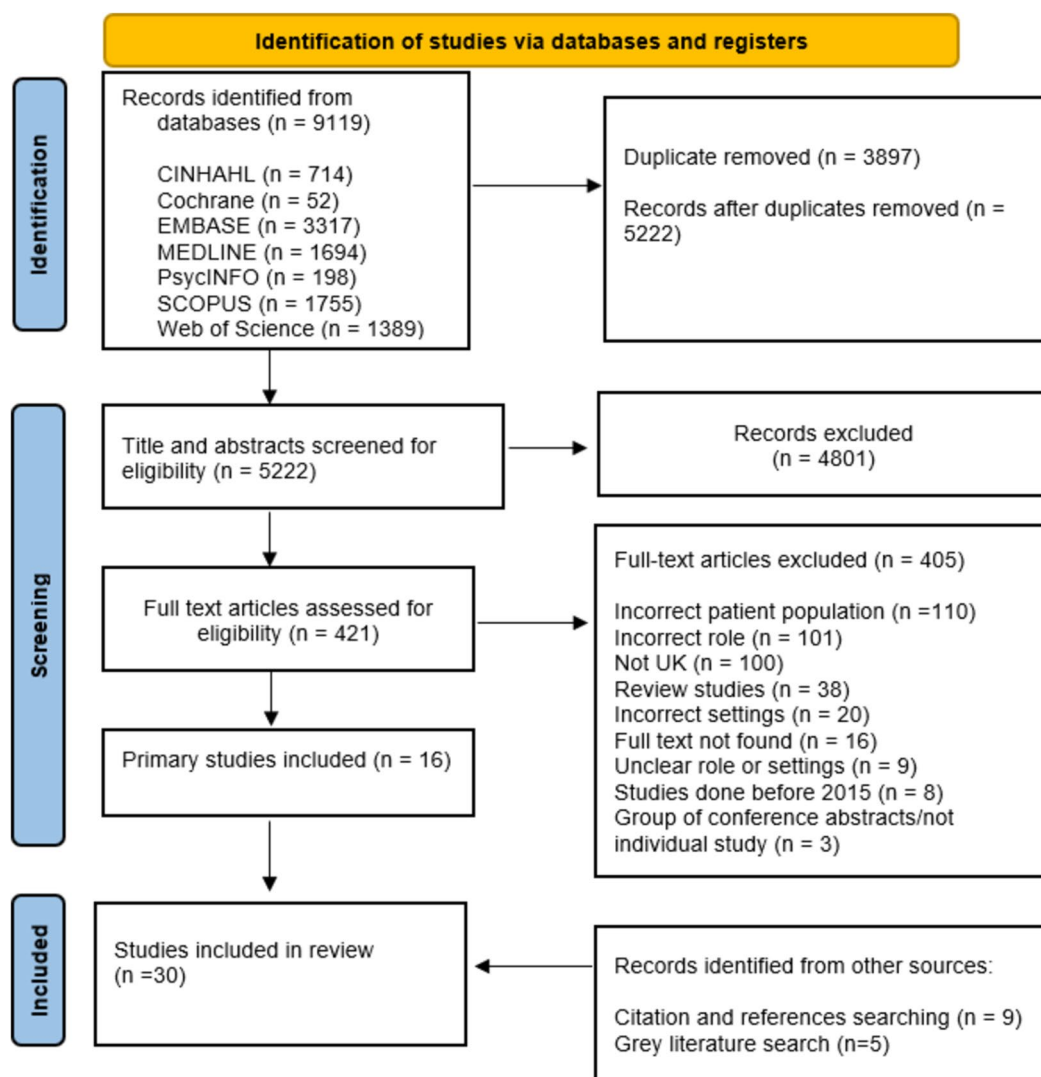 Identification of studies via databases and registers
Identification
Records identified from
databases (n = 9119)
CINHAHL (n = 714)
Cochrane (n = 52)
EMBASE (n = 3317)
MEDLINE (n = 1694)
PsycINFO (n = 198)
SCOPUS (n = 1755)
Web of Science (n = 1389)
Duplicate removed (n = 3897)
Records after duplicates removed (n =
5222)
Screening
Title and abstracts screened for
eligibility (n = 5222)
Records excluded
(n = 4801)
Full text articles assessed for
eligibility (n = 421)
Full-text articles excluded (n = 405)
Incorrect patient population (n =110)
Incorrect role (n = 101)
Not UK (n = 100)
Review studies (n = 38)
Incorrect settings (n = 20)
Full text not found (n = 16)
Unclear role or settings (n = 9)
Studies done before 2015 (n = 8)
Group of conference abstracts/not
individual study (n = 3)
Primary studies included (n = 16)
Included
Studies included in review
(n =30)
Records identified from other sources:
Citation and references searching (n = 9)
Grey literature search (n=5)